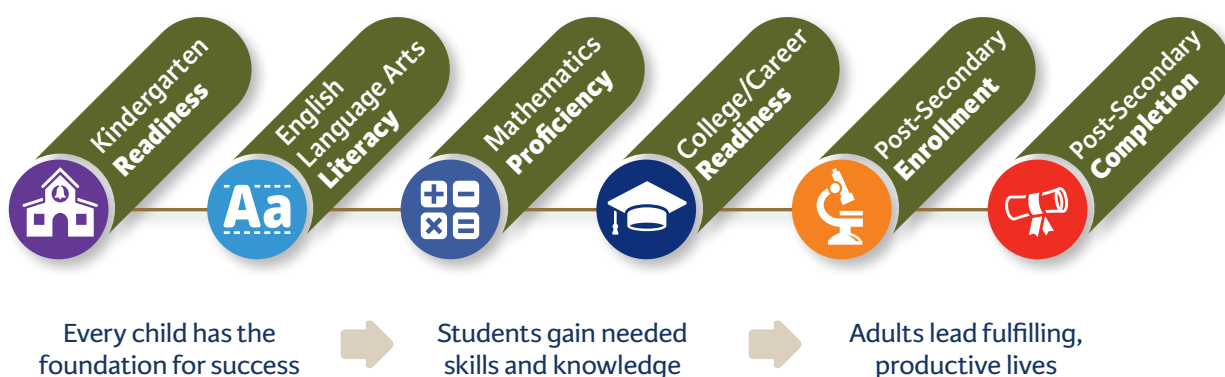 Kindergarten
Readiness
English
Language Arts
Literacy
Mathematics
Proficiency
College/Career
Readiness
Post-Secondary
Enrollment
Post-Secondary
Completion
Aa
Every child has the
foundation for success
Students gain needed
skills and knowledge
Adults lead fulfilling,
productive lives